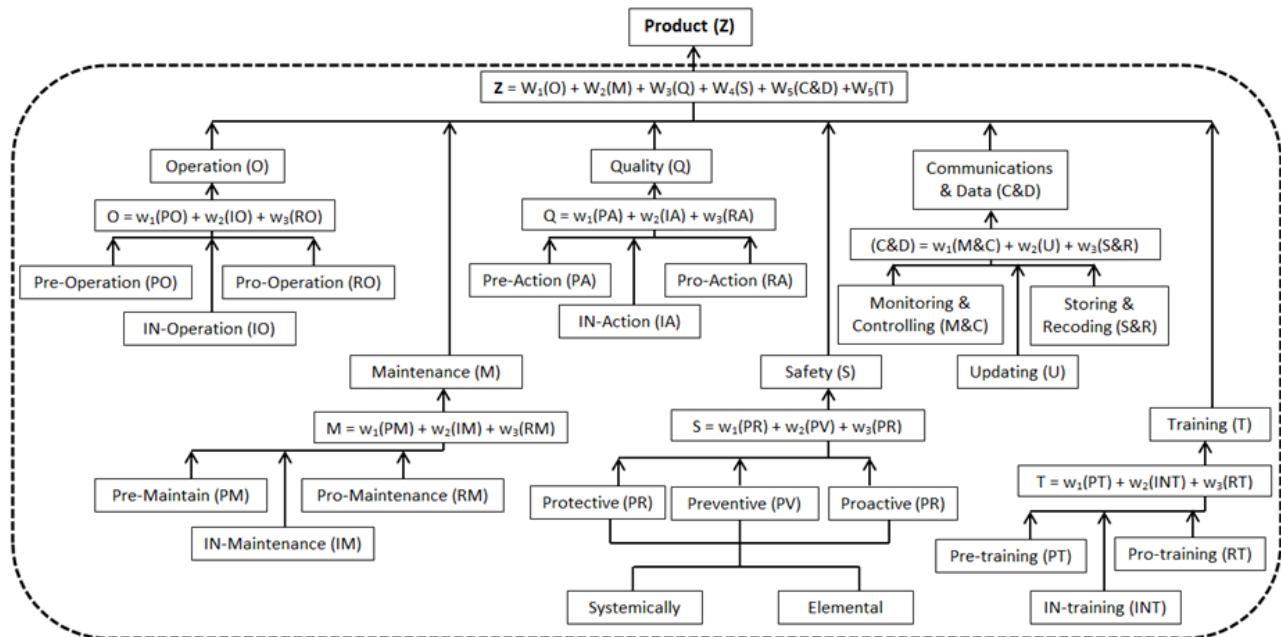 Product (Z)
Z = W₁(O) + W₂(M) + W₃(Q) + W₄(S) + W₅(C&D) +W₅(T)
Operation (O)
Quality (Q)
Communications
& Data (C&D)
O = w₁(PO) + w₂(IO) + w₃(RO)
Q = w₁(PA) + w₂(IA) + w₃(RA)
(C&D) = w₁(M&C) + w₂(U) + w₃(S&R)
Pre-Operation (PO)
Pro-Operation (RO)
Pre-Action (PA)
Pro-Action (RA)
Monitoring &
Controlling (M&C)
Storing &
Recoding (S&R)
IN-Operation (IO)
IN-Action (IA)
Maintenance (M)
Safety (S)
Updating (U)
M = w₁(PM) + w₂(IM) + w₃(RM)
S = w₁(PR) + w₂(PV) + w₃(PR)
Training (T)
Pre-Maintain (PM)
Pro-Maintenance (RM)
Protective (PR)
Preventive (PV)
Proactive (PR)
T = w₁(PT) + w₂(INT) + w₃(RT)
IN-Maintenance (IM)
Pre-training (PT)
Pro-training (RT)
Systemically
Elemental
IN-training (INT)